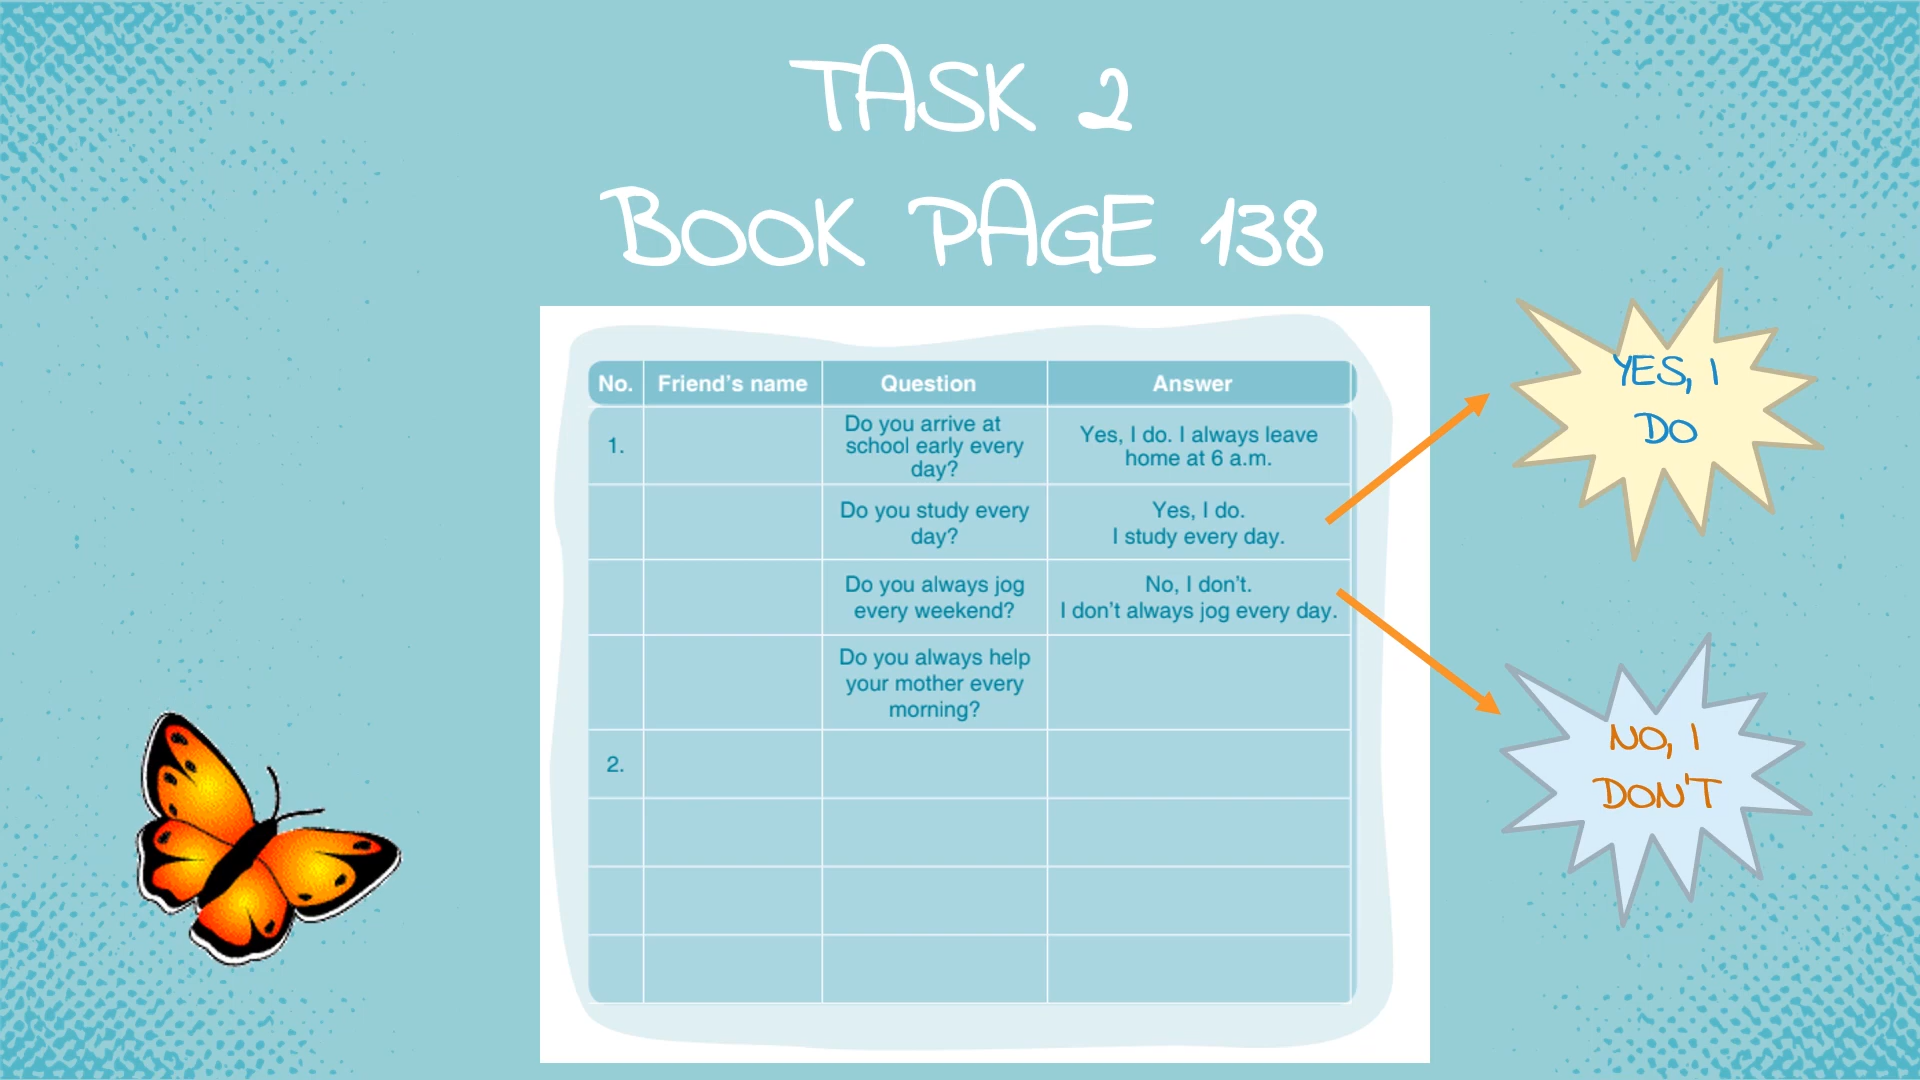 TASK 2
BOOK PAGE 138
No. Friend's name Question Answer
1.
Do you arrive at
school early every
day?
Yes, I do. I always leave
home at 6 a.m.
Do you study every
day?
Yes, I do.
I study every day.
Do you always jog
every weekend?
No, I don't.
I don't always jog every day.
Do you always help
your mother every
morning?
2.
YES, I
DO
NO, I
DON'T